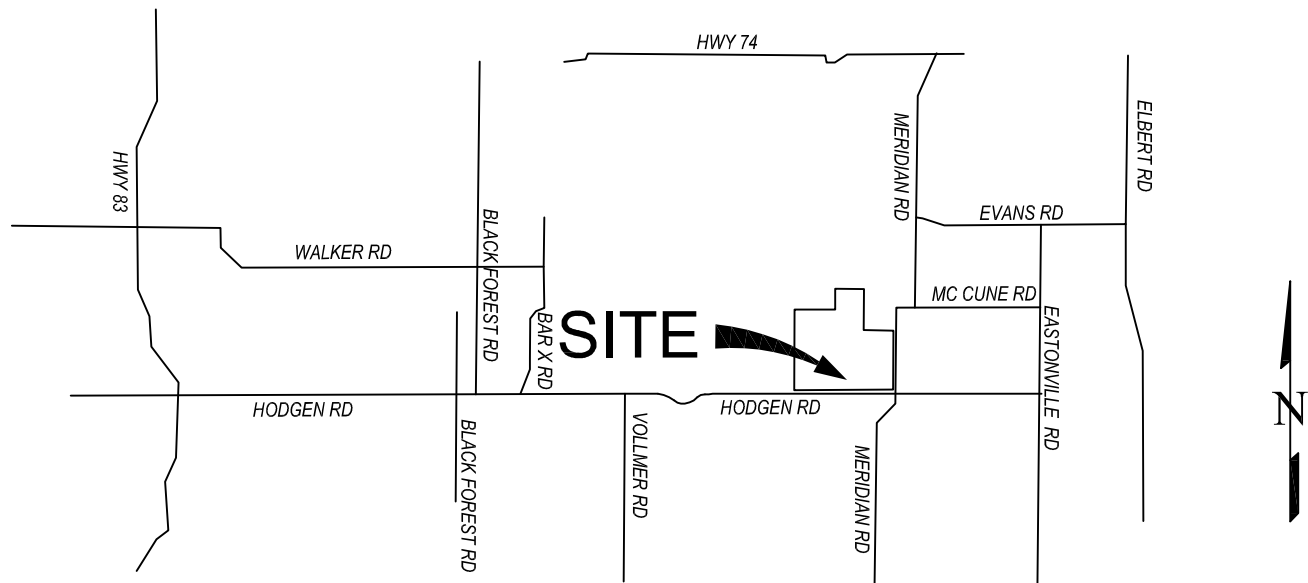 HWY 74
HWY 83
MERIDIAN RD
ELBERT RD
BLACK FOREST RD
EVANS RD
WALKER RD
MC CUNE RD
BAR X RD
SITE
EASTONVILLE RD
N
HODGEN RD
HODGEN RD
BLACK FOREST RD
VOLLMER RD
MERIDIAN RD